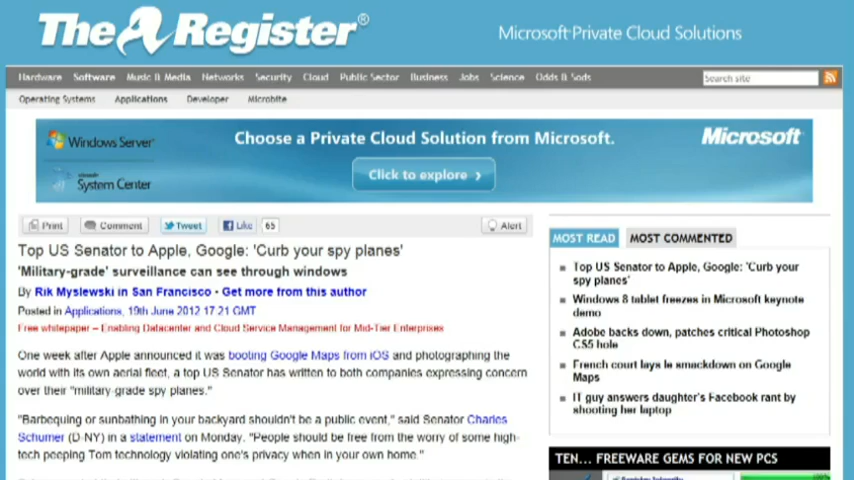 The Register®
Microsoft Private Cloud Solutions
Hardware Software Music & Media Networks Security Cloud Public Sector Business Jobs Science Odds & Sods Search site
Operating Systems Applications Developer Microbite
Windows Server
System Center
Choose a Private Cloud Solution from Microsoft.
Click to explore ›
Microsoft
Print Comment Tweet Like 65 Alert
Top US Senator to Apple, Google: 'Curb your spy planes'
'Military-grade' surveillance can see through windows
By Rik Myslewski in San Francisco • Get more from this author
Posted in Applications, 19th June 2012 17:21 GMT
Free whitepaper – Enabling Datacenter and Cloud Service Management for Mid-Tier Enterprises
One week after Apple announced it was booting Google Maps from iOS and photographing the
world with its own aerial fleet, a top US Senator has written to both companies expressing concern
over their "military-grade spy planes."
"Barbequing or sunbathing in your backyard shouldn't be a public event," said Senator Charles
Schumer (D-NY) in a statement on Monday. "People should be free from the worry of some high-
tech peeping Tom technology violating one's privacy when in your own home."
MOST READ MOST COMMENTED
Top US Senator to Apple, Google: 'Curb your
spy planes'
Windows 8 tablet freezes in Microsoft keynote
demo
Adobe backs down, patches critical Photoshop
CS5 hole
French court lays le smackdown on Google
Maps
IT guy answers daughter's Facebook rant by
shooting her laptop
TEN... FREEWARE GEMS FOR NEW PCS